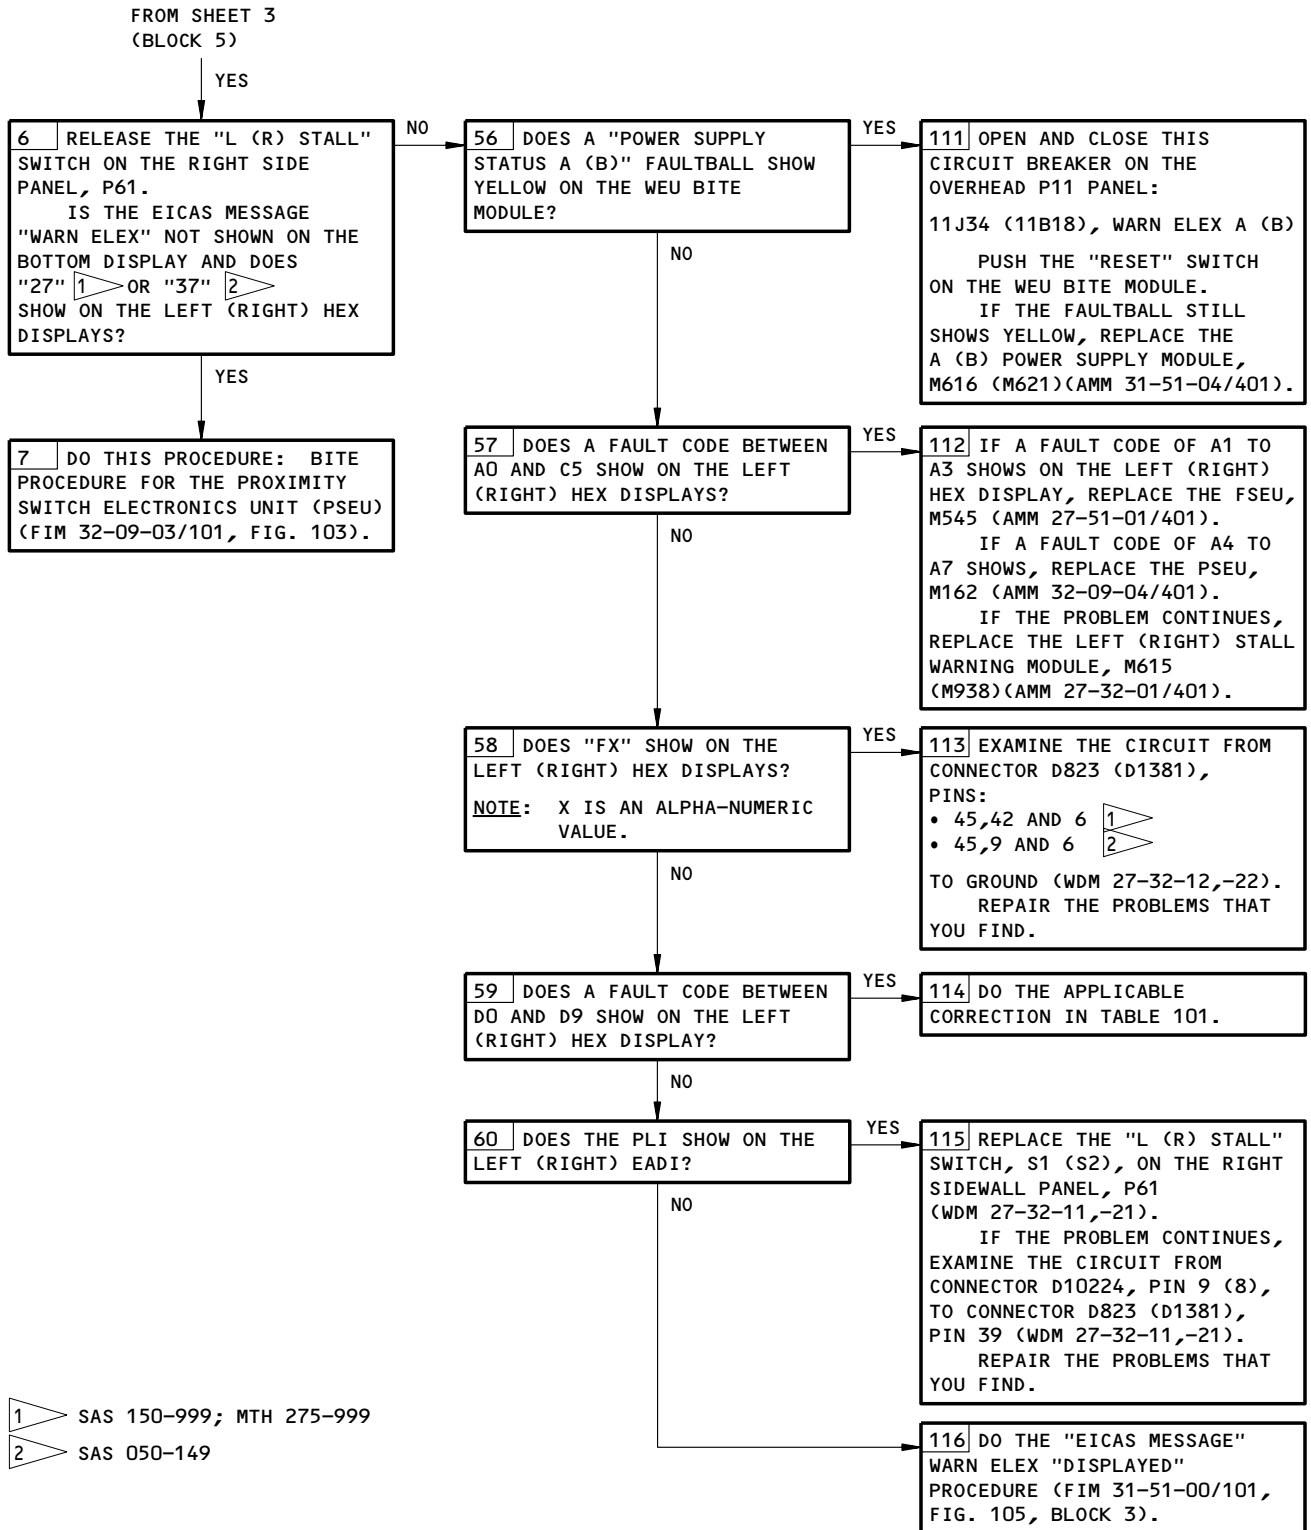 FROM SHEET 3
(BLOCK 5)
YES
6 RELEASE THE "L (R) STALL"
SWITCH ON THE RIGHT SIDE
PANEL, P61.
IS THE EICAS MESSAGE
"WARN ELEX" NOT SHOWN ON THE
BOTTOM DISPLAY AND DOES
"27" 1 OR "37" 2
SHOW ON THE LEFT (RIGHT) HEX
DISPLAYS?
NO
YES
7 DO THIS PROCEDURE: BITE
PROCEDURE FOR THE PROXIMITY
SWITCH ELECTRONICS UNIT (PSEU)
(FIM 32-09-03/101, FIG. 103).
56 DOES A "POWER SUPPLY
STATUS A (B)" FAULTBALL SHOW
YELLOW ON THE WEU BITE
MODULE?
YES
NO
111 OPEN AND CLOSE THIS
CIRCUIT BREAKER ON THE
OVERHEAD P11 PANEL:
11J34 (11B18), WARN ELEX A (B)
PUSH THE "RESET" SWITCH
ON THE WEU BITE MODULE.
IF THE FAULTBALL STILL
SHOWS YELLOW, REPLACE THE
A (B) POWER SUPPLY MODULE,
M616 (M621)(AMM 31-51-04/401).
57 DOES A FAULT CODE BETWEEN
A0 AND C5 SHOW ON THE LEFT
(RIGHT) HEX DISPLAYS?
YES
NO
112 IF A FAULT CODE OF A1 TO
A3 SHOWS ON THE LEFT (RIGHT)
HEX DISPLAY, REPLACE THE FSEU,
M545 (AMM 27-51-01/401).
IF A FAULT CODE OF A4 TO
A7 SHOWS, REPLACE THE PSEU,
M162 (AMM 32-09-04/401).
IF THE PROBLEM CONTINUES,
REPLACE THE LEFT (RIGHT) STALL
WARNING MODULE, M615
(M938)(AMM 27-32-01/401).
58 DOES "FX" SHOW ON THE
LEFT (RIGHT) HEX DISPLAYS?
NOTE: X IS AN ALPHA-NUMERIC
VALUE.
YES
NO
113 EXAMINE THE CIRCUIT FROM
CONNECTOR D823 (D1381),
PINS:
• 45,42 AND 6 1
• 45,9 AND 6 2
TO GROUND (WDM 27-32-12,-22).
REPAIR THE PROBLEMS THAT
YOU FIND.
59 DOES A FAULT CODE BETWEEN
D0 AND D9 SHOW ON THE LEFT
(RIGHT) HEX DISPLAY?
YES
NO
114 DO THE APPLICABLE
CORRECTION IN TABLE 101.
60 DOES THE PLI SHOW ON THE
LEFT (RIGHT) EADI?
YES
NO
115 REPLACE THE "L (R) STALL"
SWITCH, S1 (S2), ON THE RIGHT
SIDEWALL PANEL, P61
(WDM 27-32-11,-21).
IF THE PROBLEM CONTINUES,
EXAMINE THE CIRCUIT FROM
CONNECTOR D10224, PIN 9 (8),
TO CONNECTOR D823 (D1381),
PIN 39 (WDM 27-32-11,-21).
REPAIR THE PROBLEMS THAT
YOU FIND.
116 DO THE "EICAS MESSAGE"
WARN ELEX "DISPLAYED"
PROCEDURE (FIM 31-51-00/101,
FIG. 105, BLOCK 3).
1 SAS 150-999; MTH 275-999
2 SAS 050-149